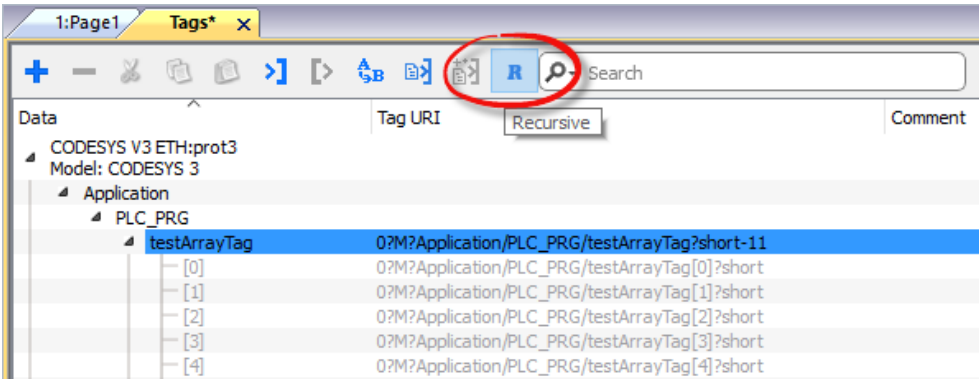 1:Page1 Tags* x
R Search
Data Tag URI Comment
Recursive
CODESYS V3 ETH:prot3
Model: CODESYS 3
Application
PLC_PRG
testArrayTag 0?M?Application/PLC_PRG/testArrayTag?short-11
[0] 0?M?Application/PLC_PRG/testArrayTag[0]?short
[1] 0?M?Application/PLC_PRG/testArrayTag[1]?short
[2] 0?M?Application/PLC_PRG/testArrayTag[2]?short
[3] 0?M?Application/PLC_PRG/testArrayTag[3]?short
[4] 0?M?Application/PLC_PRG/testArrayTag[4]?short